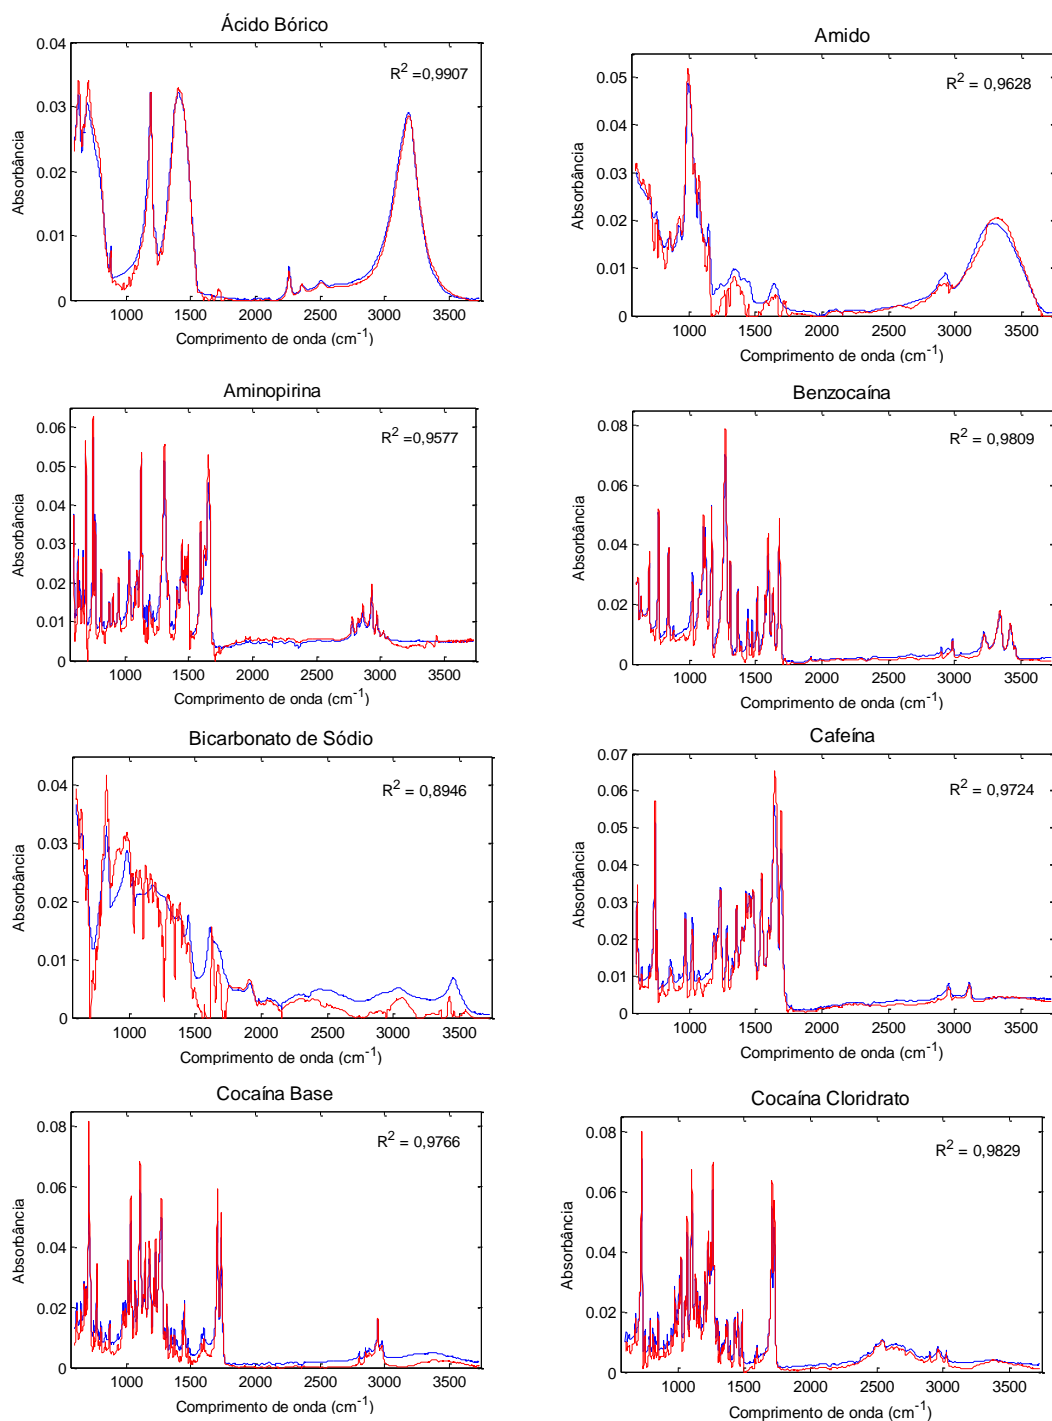 Ácido Bórico
0.04
0.03
0.02
0.01
0
Absorbância
R² =0,9907
1000 1500 2000 2500 3000 3500
Comprimento de onda (cm⁻¹)
Amido
0.05
0.04
0.03
0.02
0.01
0
Absorbância
R² = 0,9628
1000 1500 2000 2500 3000 3500
Comprimento de onda (cm⁻¹)
Aminopirina
0.06
0.05
0.04
0.03
0.02
0.01
0
Absorbância
R² =0,9577
1000 1500 2000 2500 3000 3500
Comprimento de onda (cm⁻¹)
Benzocaína
0.08
0.06
0.04
0.02
0
Absorbância
R² = 0,9809
1000 1500 2000 2500 3000 3500
Comprimento de onda (cm⁻¹)
Bicarbonato de Sódio
0.04
0.03
0.02
0.01
0
Absorbância
R² = 0,8946
1000 1500 2000 2500 3000 3500
Comprimento de onda (cm⁻¹)
Cafeína
0.07
0.06
0.05
0.04
0.03
0.02
0.01
0
Absorbância
R² = 0,9724
1000 1500 2000 2500 3000 3500
Comprimento de onda (cm⁻¹)
Cocaína Base
0.08
0.06
0.04
0.02
0
Absorbância
R² = 0,9766
1000 1500 2000 2500 3000 3500
Comprimento de onda (cm⁻¹)
Cocaína Cloridrato
0.08
0.06
0.04
0.02
0
Absorbância
R² = 0,9829
1000 1500 2000 2500 3000 3500
Comprimento de onda (cm⁻¹)